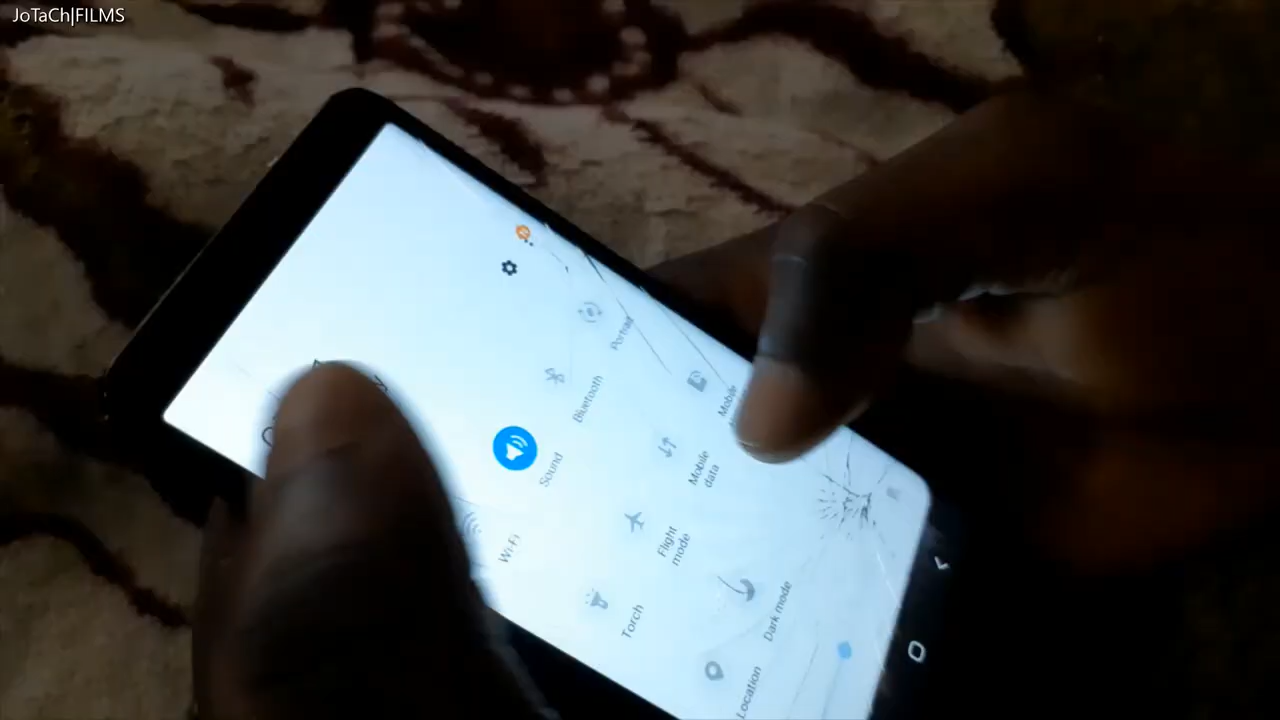 JoTaCh|FILMS
Wi-Fi
Sound
Bluetooth
Portrait
Torch
Flight
mode
Mobile
data
Mobile
Location
Dark mode